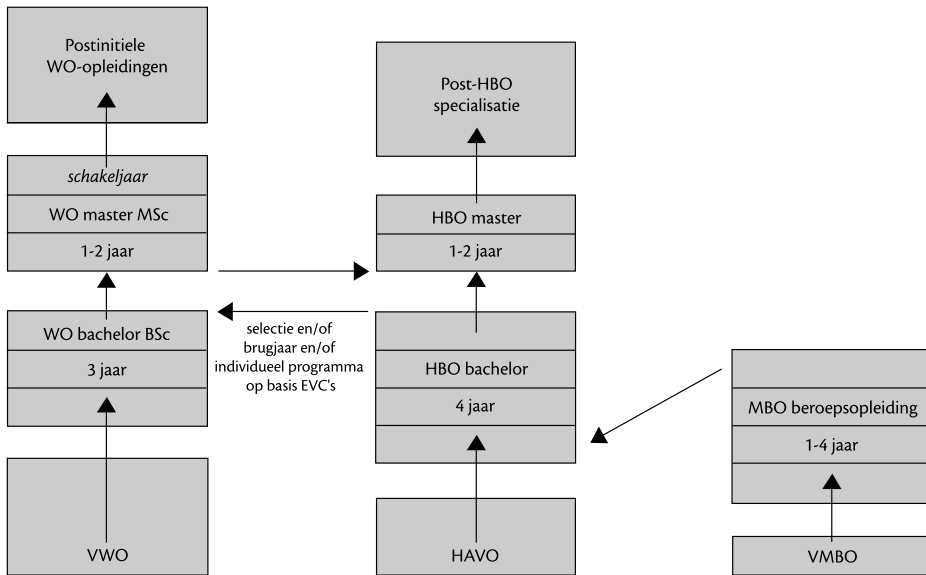 Postinitiele
WO-opleidingen
schakeljaar
WO master MSc
1-2 jaar
WO bachelor BSc
3 jaar
VWO
selectie en/of
brugjaar en/of
individueel programma
op basis EVC's
Post-HBO
specialisatie
HBO master
1-2 jaar
HBO bachelor
4 jaar
HAVO
MBO beroepsopleiding
1-4 jaar
VMBO